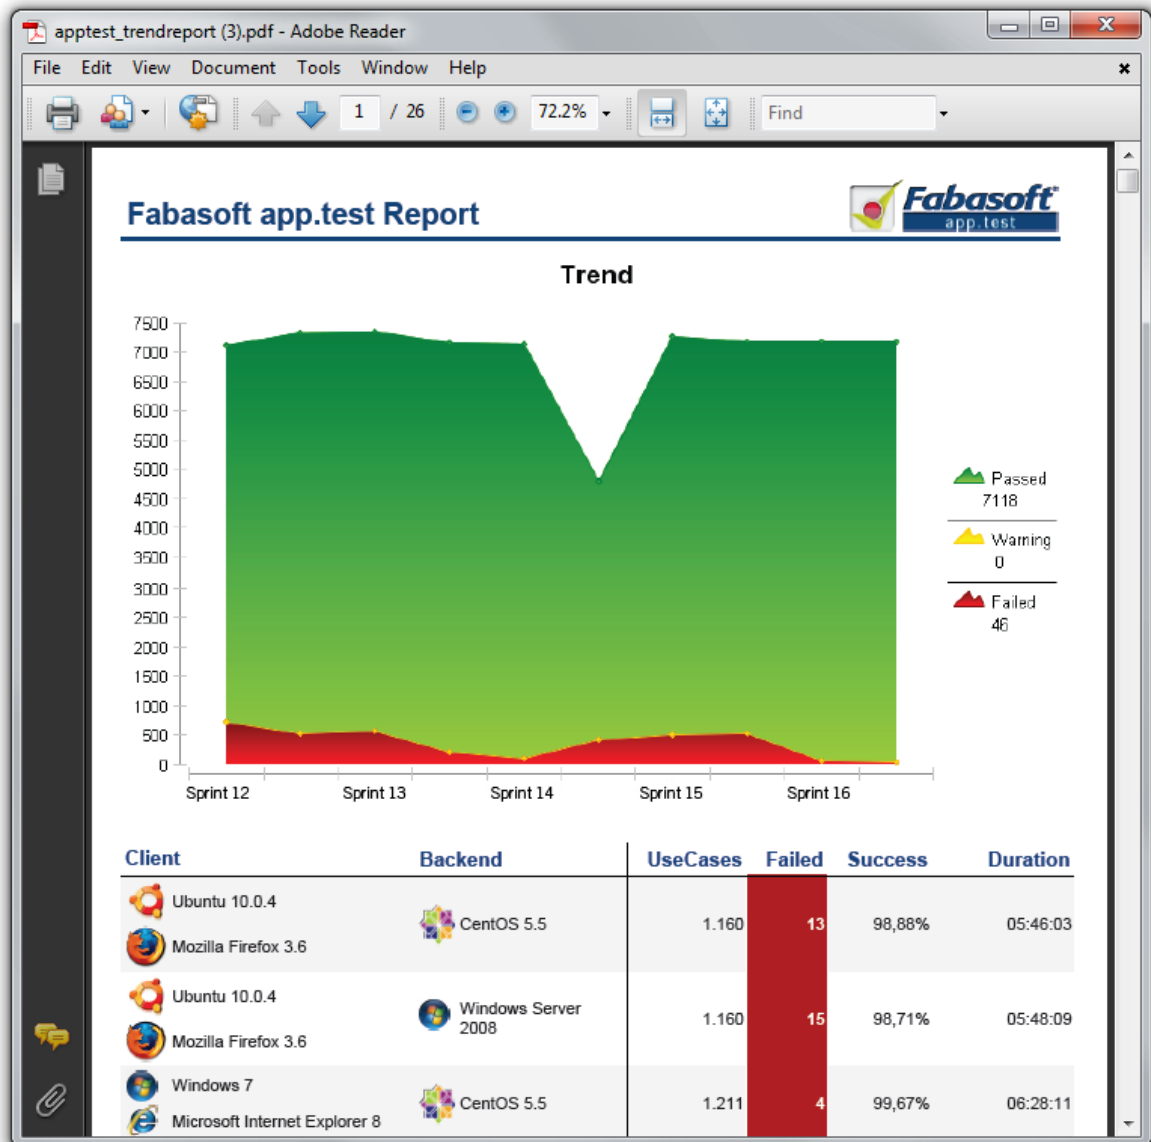 apptest_trendreport (3).pdf - Adobe Reader
File Edit View Document Tools Window Help
1 / 26 72.2% Find
Fabasoft app.test Report
Fabasoft
app.test
Trend
7500
7000
6500
6000
5500
5000
4500
4000
3500
3000
2500
2000
1500
1000
500
0
Sprint 12 Sprint 13 Sprint 14 Sprint 15 Sprint 16
Passed
7118
Warning
0
Failed
46
Client Backend UseCases Failed Success Duration
Ubuntu 10.0.4
Mozilla Firefox 3.6
CentOS 5.5 1.160 13 98,88% 05:46:03
Ubuntu 10.0.4
Mozilla Firefox 3.6
Windows Server
2008
1.160 15 98,71% 05:48:09
Windows 7
Microsoft Internet Explorer 8
CentOS 5.5 1.211 4 99,67% 06:28:11